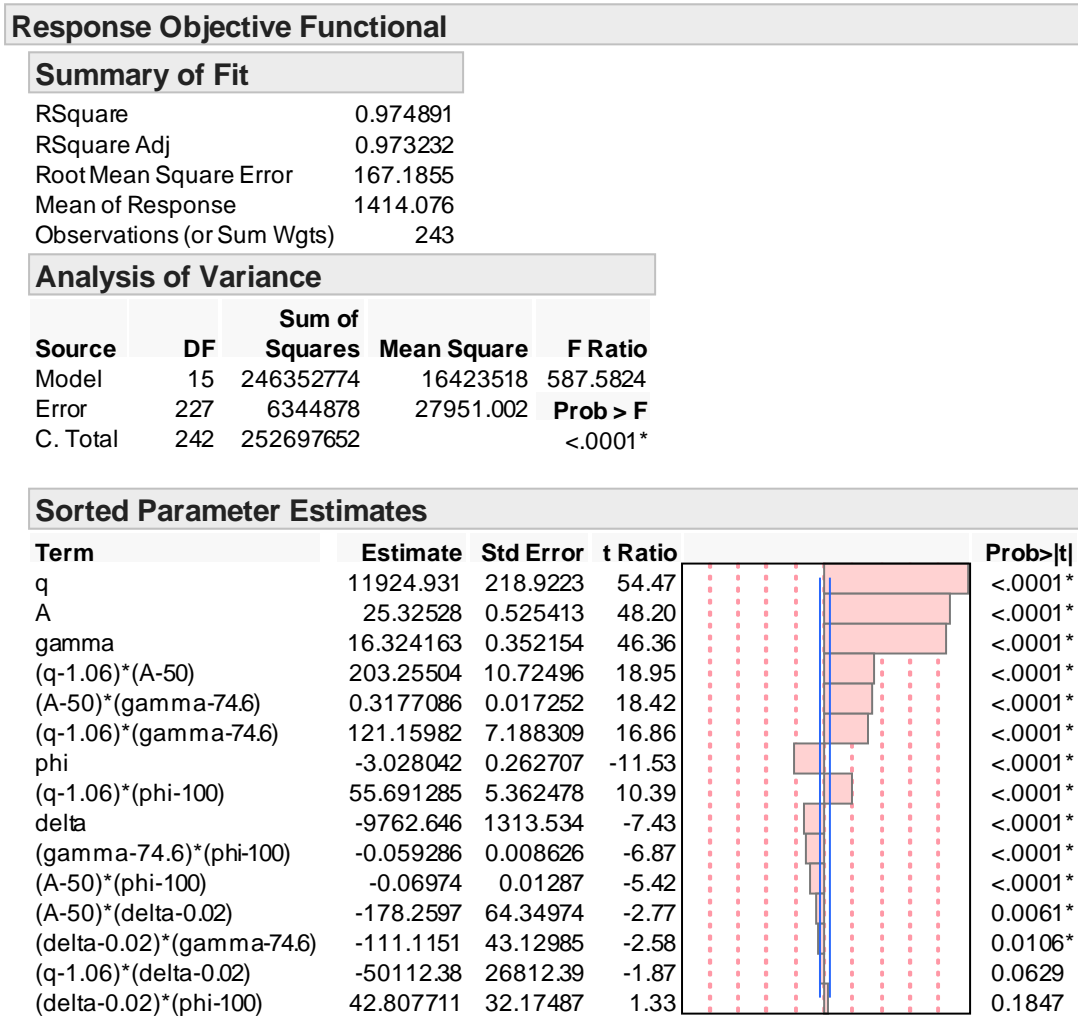 Response Objective Functional
Summary of Fit
RSquare 0.974891
RSquare Adj 0.973232
Root Mean Square Error 167.1855
Mean of Response 1414.076
Observations (or Sum Wgts) 243
Analysis of Variance
Sum of
Source DF Squares Mean Square F Ratio
Model 15 246352774 16423518 587.5824
Error 227 6344878 27951.002 Prob > F
C. Total 242 252697652 <.0001*
Sorted Parameter Estimates
Term Estimate Std Error t Ratio Prob>|t|
q 11924.931 218.9223 54.47 <.0001*
A 25.32528 0.525413 48.20 <.0001*
gamma 16.324163 0.352154 46.36 <.0001*
(q-1.06)*(A-50) 203.25504 10.72496 18.95 <.0001*
(A-50)*(gamma-74.6) 0.3177086 0.017252 18.42 <.0001*
(q-1.06)*(gamma-74.6) 121.15982 7.188309 16.86 <.0001*
phi -3.028042 0.262707 -11.53 <.0001*
(q-1.06)*(phi-100) 55.691285 5.362478 10.39 <.0001*
delta -9762.646 1313.534 -7.43 <.0001*
(gamma-74.6)*(phi-100) -0.059286 0.008626 -6.87 <.0001*
(A-50)*(phi-100) -0.06974 0.01287 -5.42 <.0001*
(A-50)*(delta-0.02) -178.2597 64.34974 -2.77 0.0061*
(delta-0.02)*(gamma-74.6) -111.1151 43.12985 -2.58 0.0106*
(q-1.06)*(delta-0.02) -50112.38 26812.39 -1.87 0.0629
(delta-0.02)*(phi-100) 42.807711 32.17487 1.33 0.1847